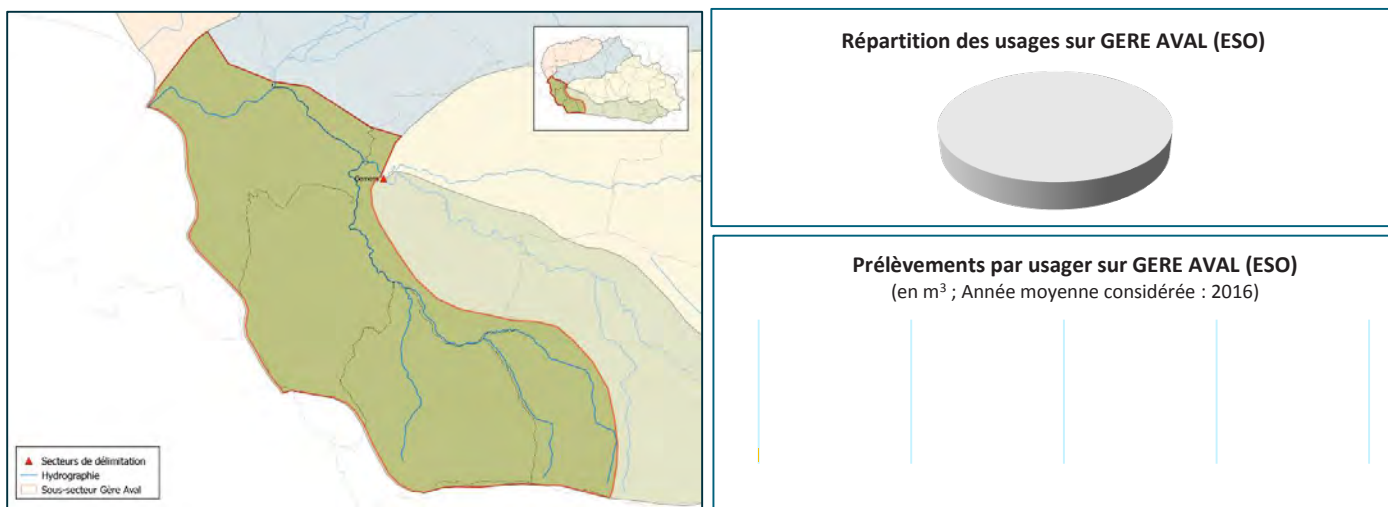 Gemens
Secteurs de délimitation
Hydrographie
Sous-secteur Gère Aval
Répartition des usages sur GERE AVAL (ESO)
Prélèvements par usager sur GERE AVAL (ESO)
(en m³ ; Année moyenne considérée : 2016)